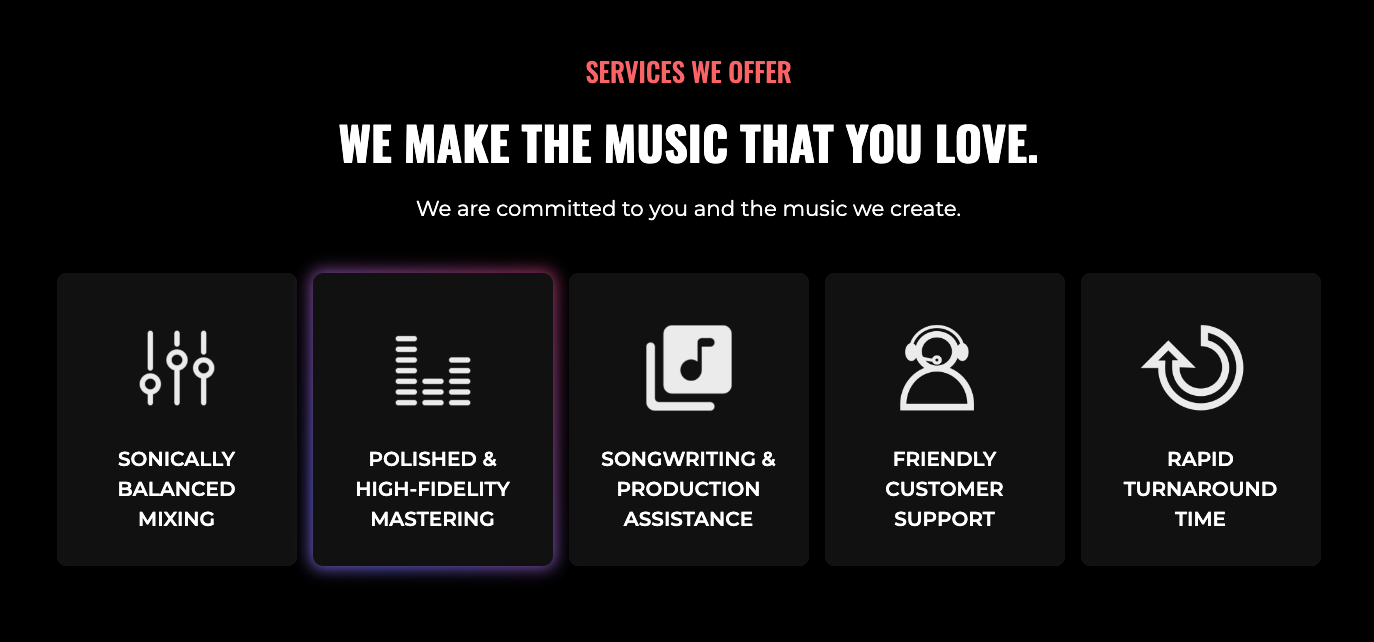 SERVICES WE OFFER
WE MAKE THE MUSIC THAT YOU LOVE.
We are committed to you and the music we create.
SONICALLY
BALANCED
MIXING
POLISHED &
HIGH-FIDELITY
MASTERING
SONGWRITING &
PRODUCTION
ASSISTANCE
FRIENDLY
CUSTOMER
SUPPORT
RAPID
TURNAROUND
TIME